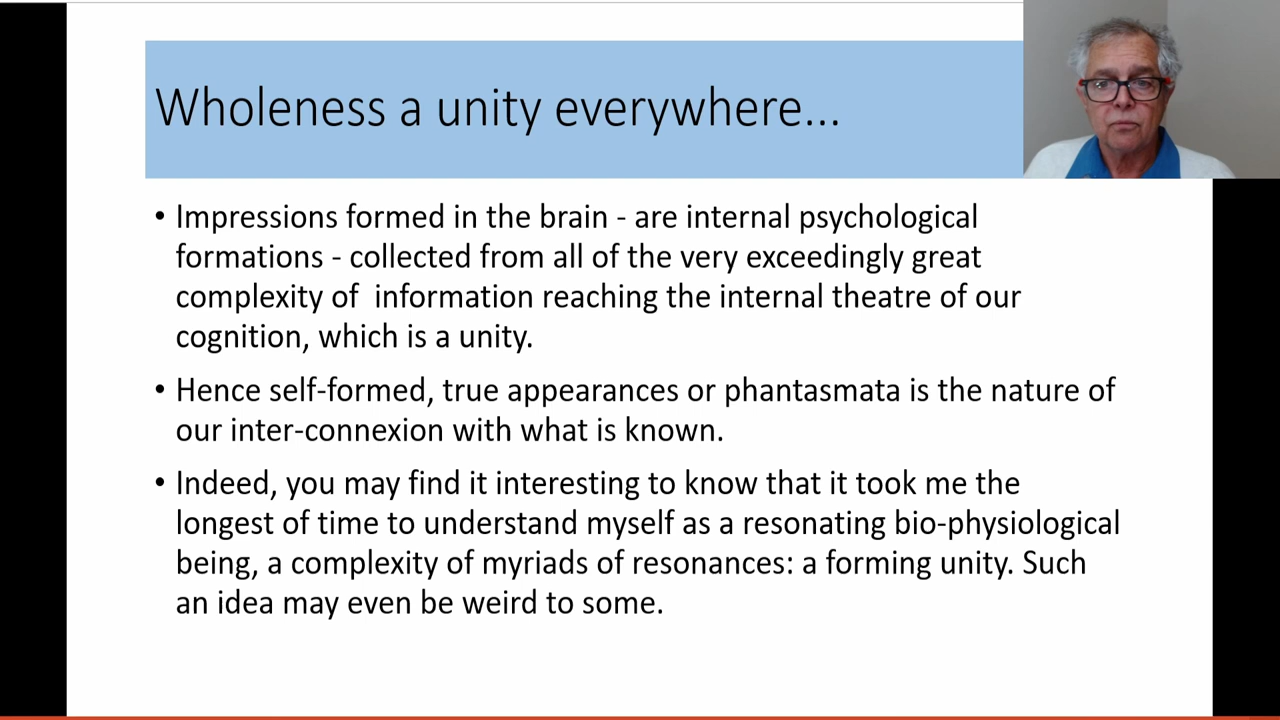 Wholeness a unity everywhere...
• Impressions formed in the brain - are internal psychological
formations - collected from all of the very exceedingly great
complexity of  information reaching the internal theatre of our
cognition, which is a unity.
• Hence self-formed, true appearances or phantasmata is the nature of
our inter-connexion with what is known.
• Indeed, you may find it interesting to know that it took me the
longest of time to understand myself as a resonating bio-physiological
being, a complexity of myriads of resonances: a forming unity. Such
an idea may even be weird to some.